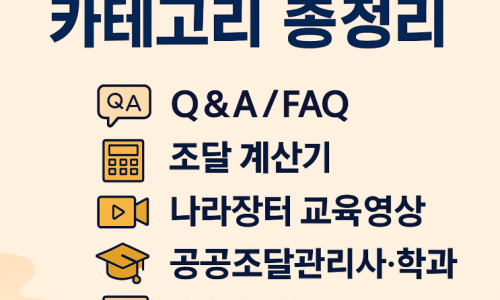 카테고리 총정리
QA
Q&A/FAQ
조달 계산기
나라장터 교육영상
공공조달관리사·학과